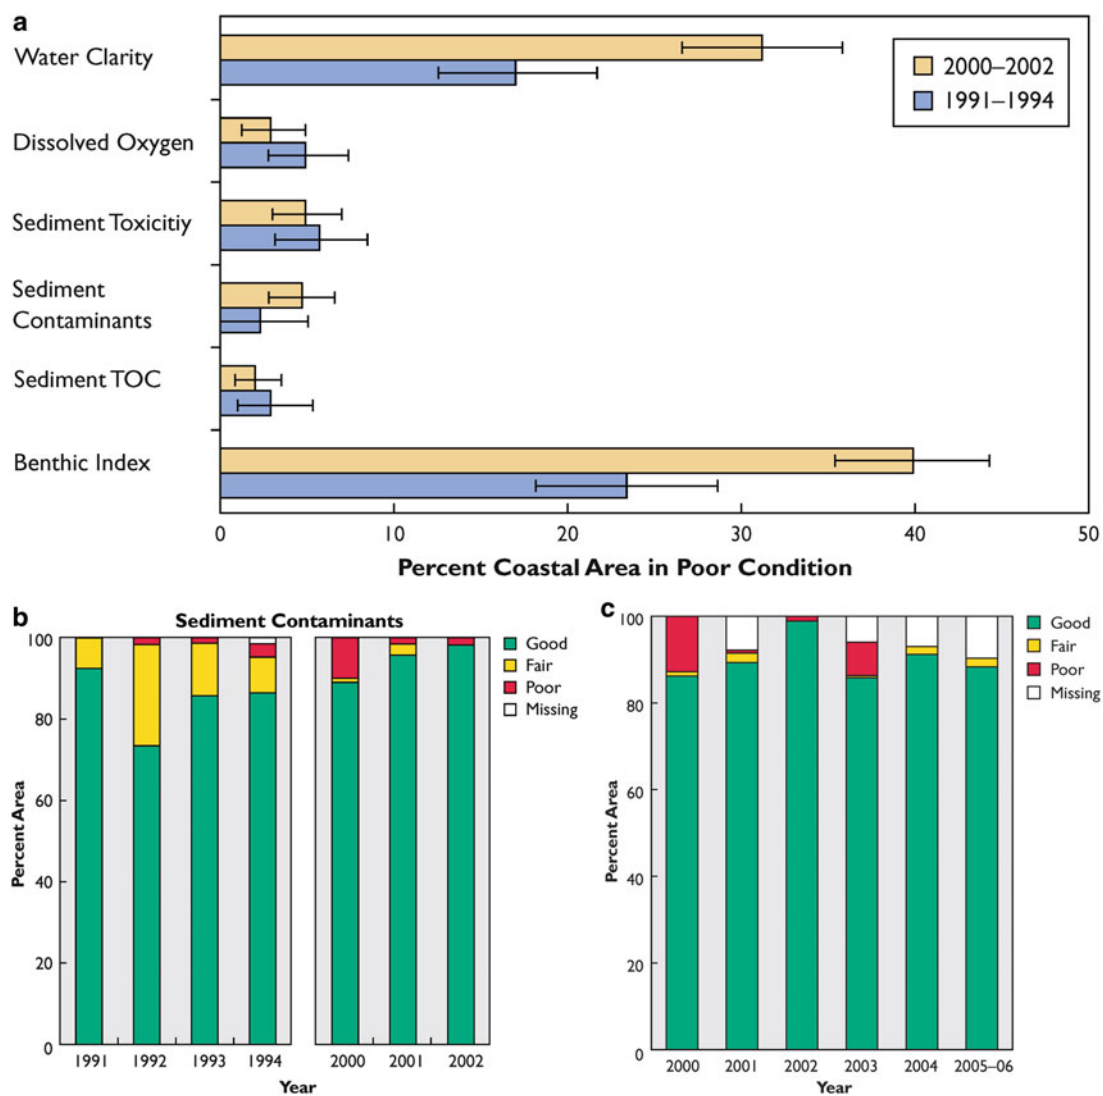 a
Water Clarity
2000–2002
1991–1994
Dissolved Oxygen
Sediment Toxicitiy
Sediment
Contaminants
Sediment TOC
Benthic Index
0 10 20 30 40 50
Percent Coastal Area in Poor Condition
b
Sediment Contaminants
100
80
60
40
20
0
Percent Area
1991 1992 1993 1994 2000 2001 2002
Year
Good
Fair
Poor
Missing
c
100
80
60
40
20
0
Percent Area
2000 2001 2002 2003 2004 2005–06
Year
Good
Fair
Poor
Missing